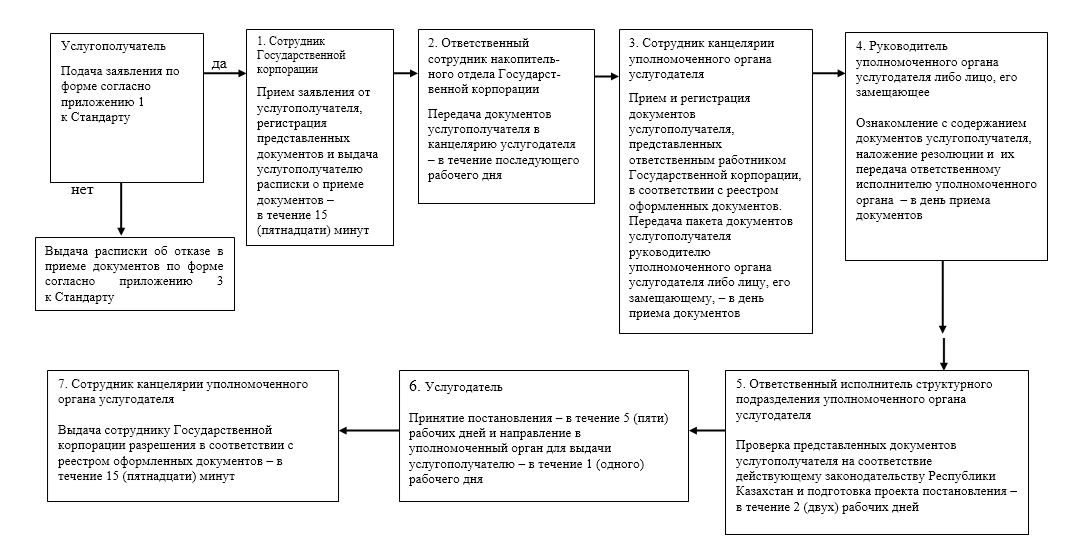 Услугополучатель
Подача заявления по
форме согласно
приложению 1
к Стандарту
да
нет
Выдача расписки об отказе в
приеме документов по форме
согласно приложению 3
к Стандарту
1. Сотрудник
Государственной
корпорации
Прием заявления от
услугополучателя,
регистрация
представленных
документов и выдача
услугополучателю
расписки о приеме
документов –
в течение 15
(пятнадцати) минут
2. Ответственный
сотрудник накопитель-
ного отдела Государст-
венной корпорации
Передача документов
услугополучателя в
канцелярию услугодателя
– в течение последующего
рабочего дня
3. Сотрудник канцелярии
уполномоченного органа
услугодателя
Прием и регистрация
документов
услугополучателя,
представленных
ответственным работником
Государственной корпорации,
в соответствии с реестром
оформленных документов.
Передача пакета документов
услугополучателя
руководителю
уполномоченного органа
услугодателя либо лицу, его
замещающему, – в день
приема документов
4. Руководитель
уполномоченного органа
услугодателя либо лицо, его
замещающее
Ознакомление с содержанием
документов услугополучателя,
наложение резолюции и их
передача ответственному
исполнителю уполномоченного
органа – в день приема
документов
5. Ответственный исполнитель структурного
подразделения уполномоченного органа
услугодателя
Проверка представленных документов
услугополучателя на соответствие
действующему законодательству Республики
Казахстан и подготовка проекта постановления –
в течение 2 (двух) рабочих дней
6. Услугодатель
Принятие постановления – в течение 5 (пяти)
рабочих дней и направление в
уполномоченный орган для выдачи
услугополучателю – в течение 1 (одного)
рабочего дня
7. Сотрудник канцелярии уполномоченного
органа услугодателя
Выдача сотруднику Государственной
корпорации разрешения в соответствии с
реестром оформленных документов – в
течение 15 (пятнадцати) минут